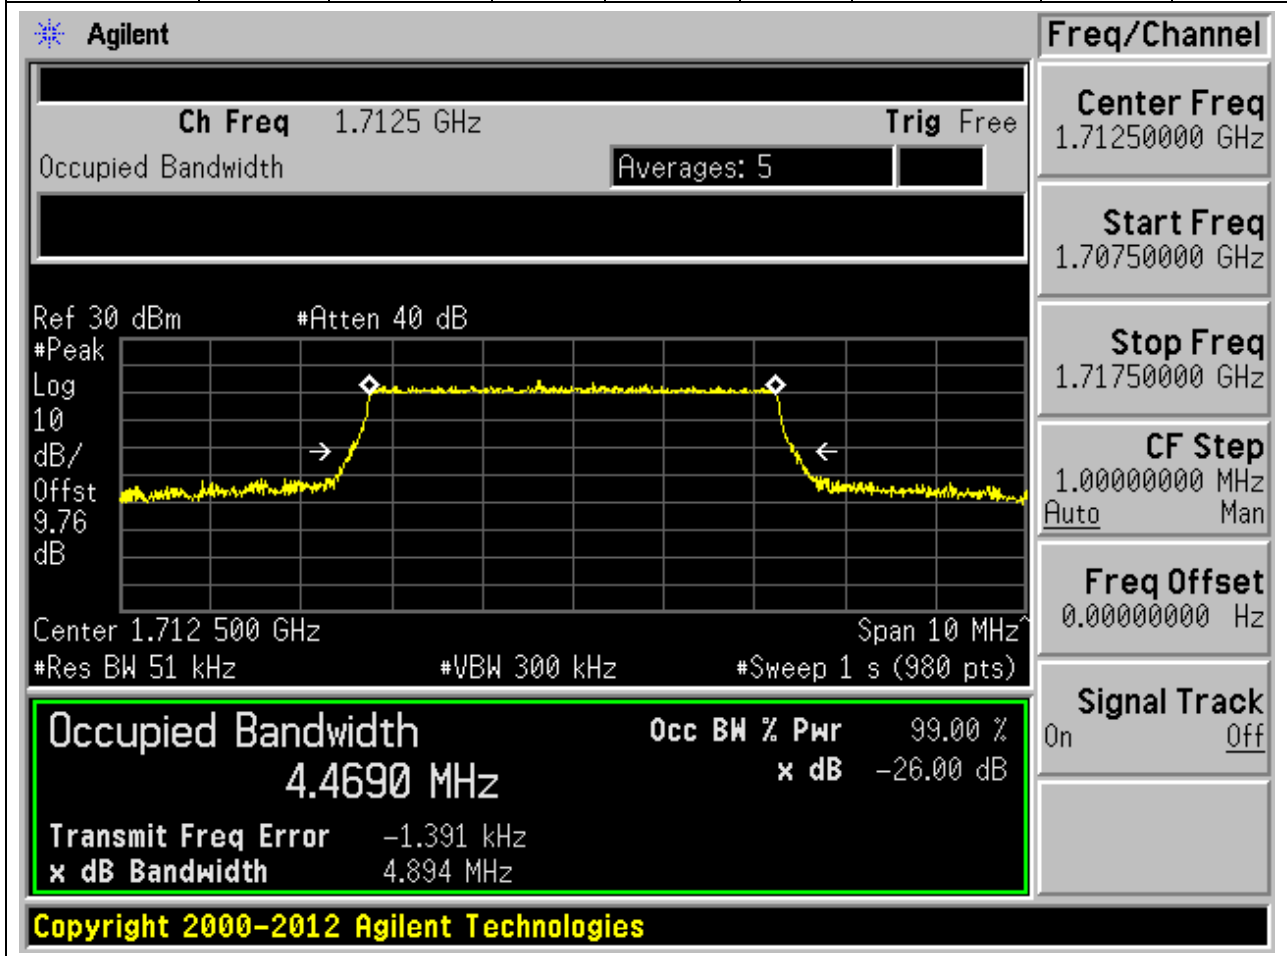 Agilent
Freq/Channel
Ch Freq 1.7125 GHz Trig Free
Occupied Bandwidth Averages: 5
Ref 30 dBm #Atten 40 dB
#Peak
Log
10
dB/
Offst
9.76
dB
Center 1.712 500 GHz Span 10 MHz^
#Res BW 51 kHz #VBW 300 kHz #Sweep 1 s (980 pts)
Occupied Bandwidth Occ BW % Pwr 99.00 %
4.4690 MHz x dB -26.00 dB
Transmit Freq Error -1.391 kHz
x dB Bandwidth 4.894 MHz
Copyright 2000-2012 Agilent Technologies
Center Freq
1.71250000 GHz
Start Freq
1.70750000 GHz
Stop Freq
1.71750000 GHz
CF Step
1.00000000 MHz
Auto Man
Freq Offset
0.00000000 Hz
Signal Track
On Off